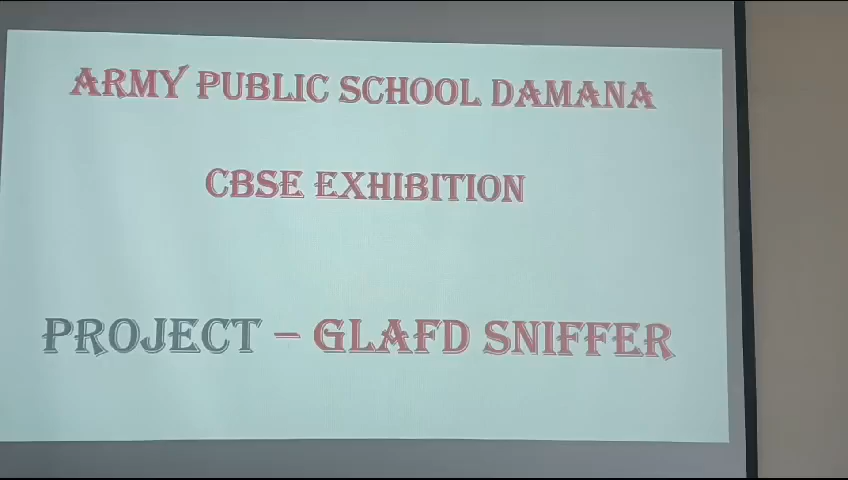 ARMY PUBLIC SCHOOL DAMANA
CBSE EXHIBITION
PROJECT – GLAFD SNIFFER